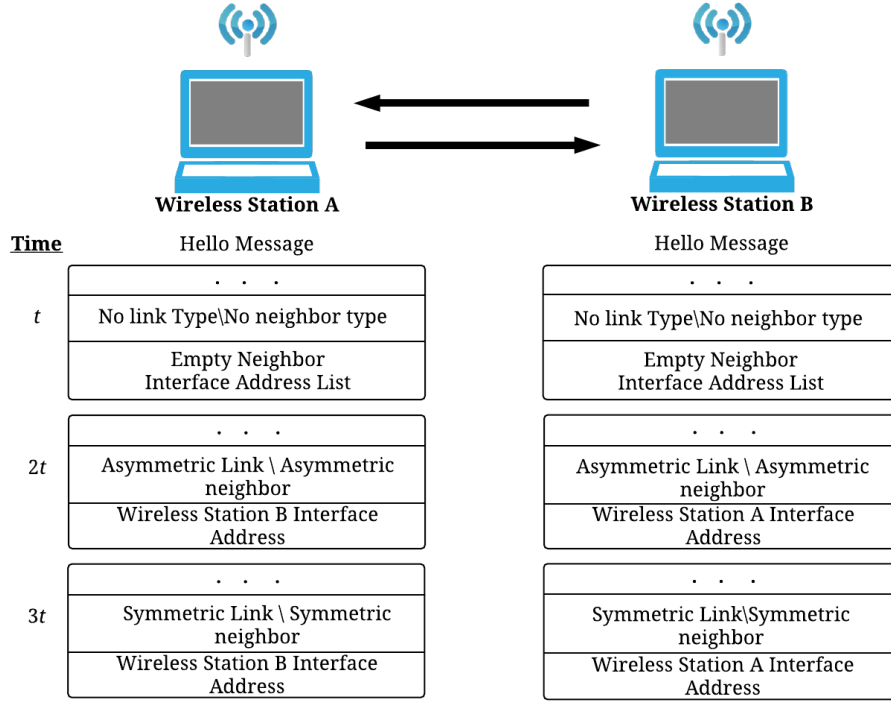 Wireless Station A
Wireless Station B
Time
Hello Message
Hello Message
. . .
. . .
t
No link Type\No neighbor type
No link Type\No neighbor type
Empty Neighbor
Interface Address List
Empty Neighbor
Interface Address List
. . .
. . .
2t
Asymmetric Link \ Asymmetric
neighbor
Asymmetric Link \ Asymmetric
neighbor
Wireless Station B Interface
Address
Wireless Station A Interface
Address
. . .
. . .
3t
Symmetric Link \ Symmetric
neighbor
Symmetric Link\Symmetric
neighbor
Wireless Station B Interface
Address
Wireless Station A Interface
Address